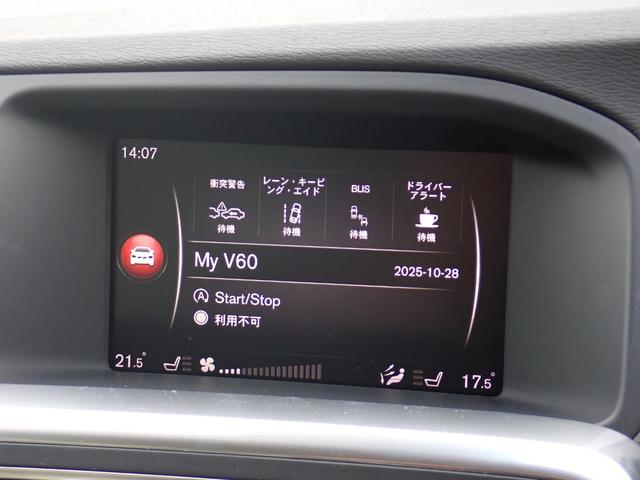 14:07
衝突警告
レーン・キーピ
ング・エイド
BLIS
ドライバー
アラート
待機
待機
待機
待機
My V60
2025-10-28
Start/Stop
利用不可
21.5°
17.5°